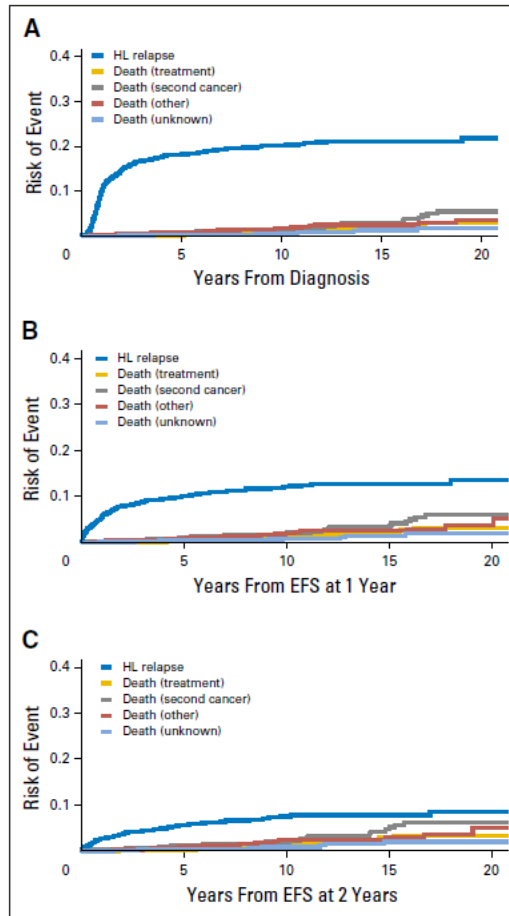 A
0.4
0.3
0.2
0.1
Risk of Event
HL relapse
Death (treatment)
Death (second cancer)
Death (other)
Death (unknown)
0 5 10 15 20
Years From Diagnosis
B
0.4
0.3
0.2
0.1
Risk of Event
HL relapse
Death (treatment)
Death (second cancer)
Death (other)
Death (unknown)
0 5 10 15 20
Years From EFS at 1 Year
C
0.4
0.3
0.2
0.1
Risk of Event
HL relapse
Death (treatment)
Death (second cancer)
Death (other)
Death (unknown)
0 5 10 15 20
Years From EFS at 2 Years